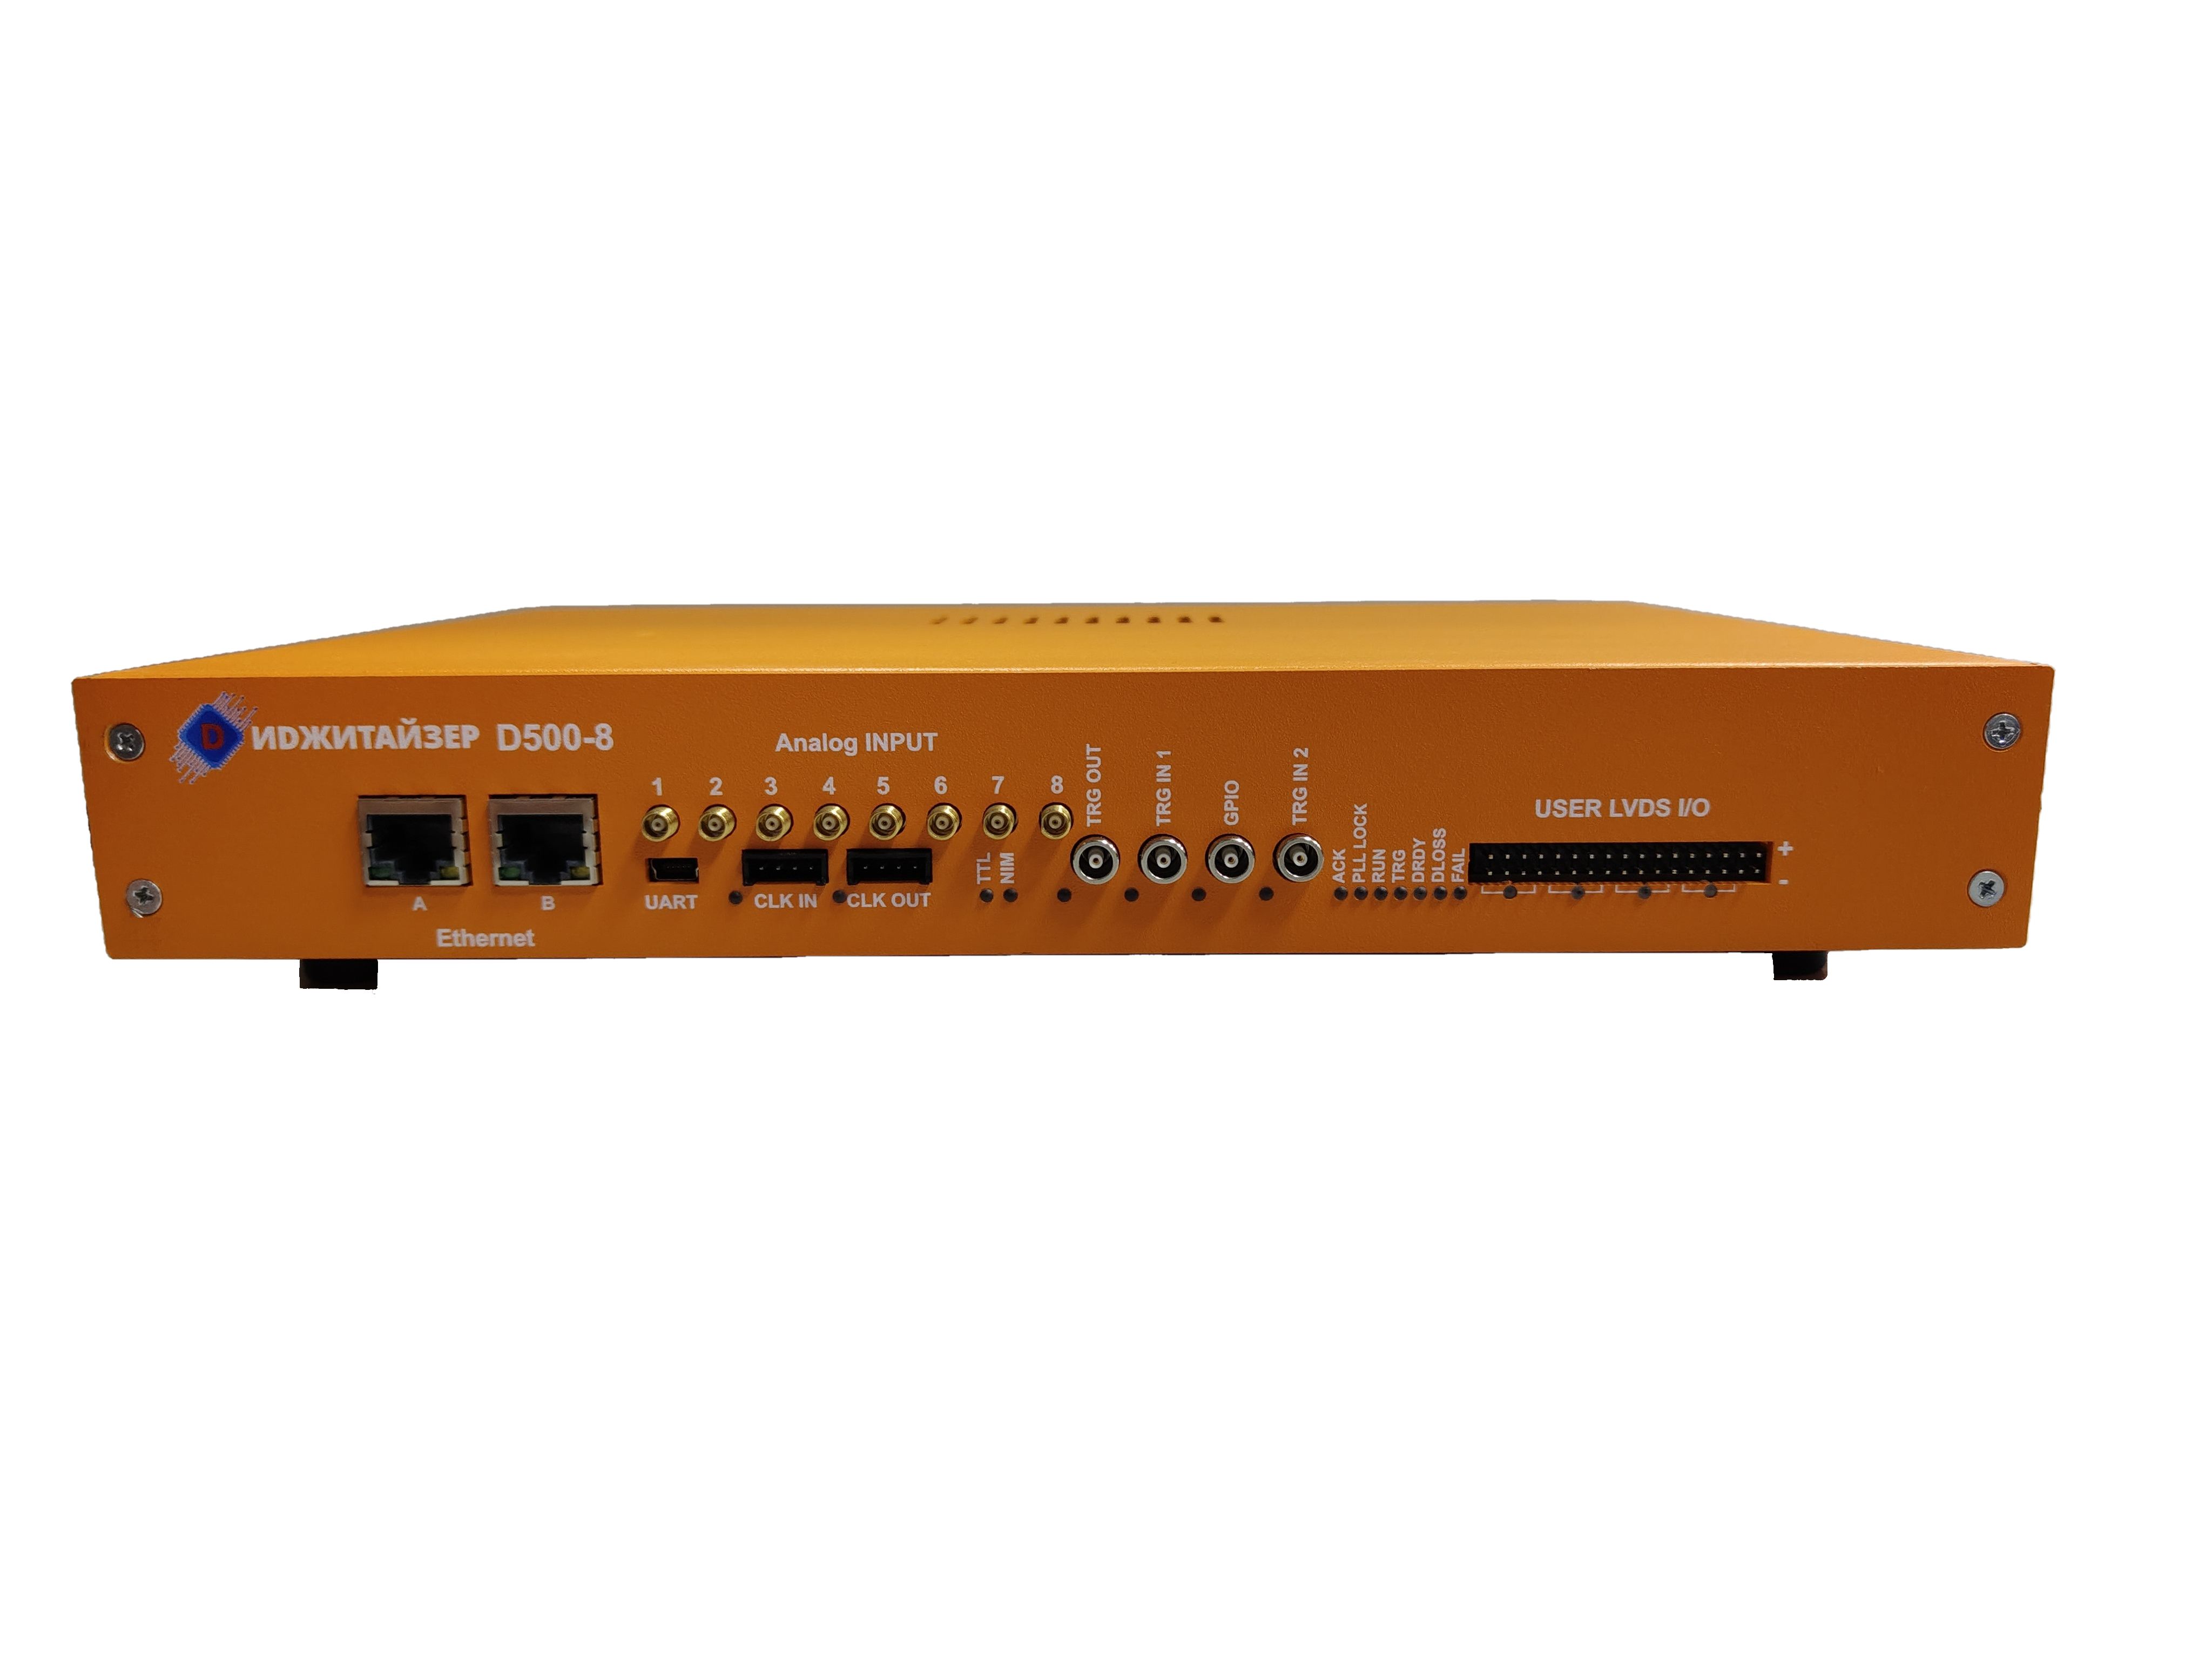 DИDЖИТАЙЗЕР D500-8
Analog INPUT
1 2 3 4 5 6 7 8
TRG OUT
TRG IN 1
GPIO
TRG IN 2
USER LVDS I/O
+
-
A B
Ethernet
UART
CLK IN
CLK OUT
TTL
NIM
ACK
PLL LOCK
RUN
TRG
DRDY
DLOSS
FAIL